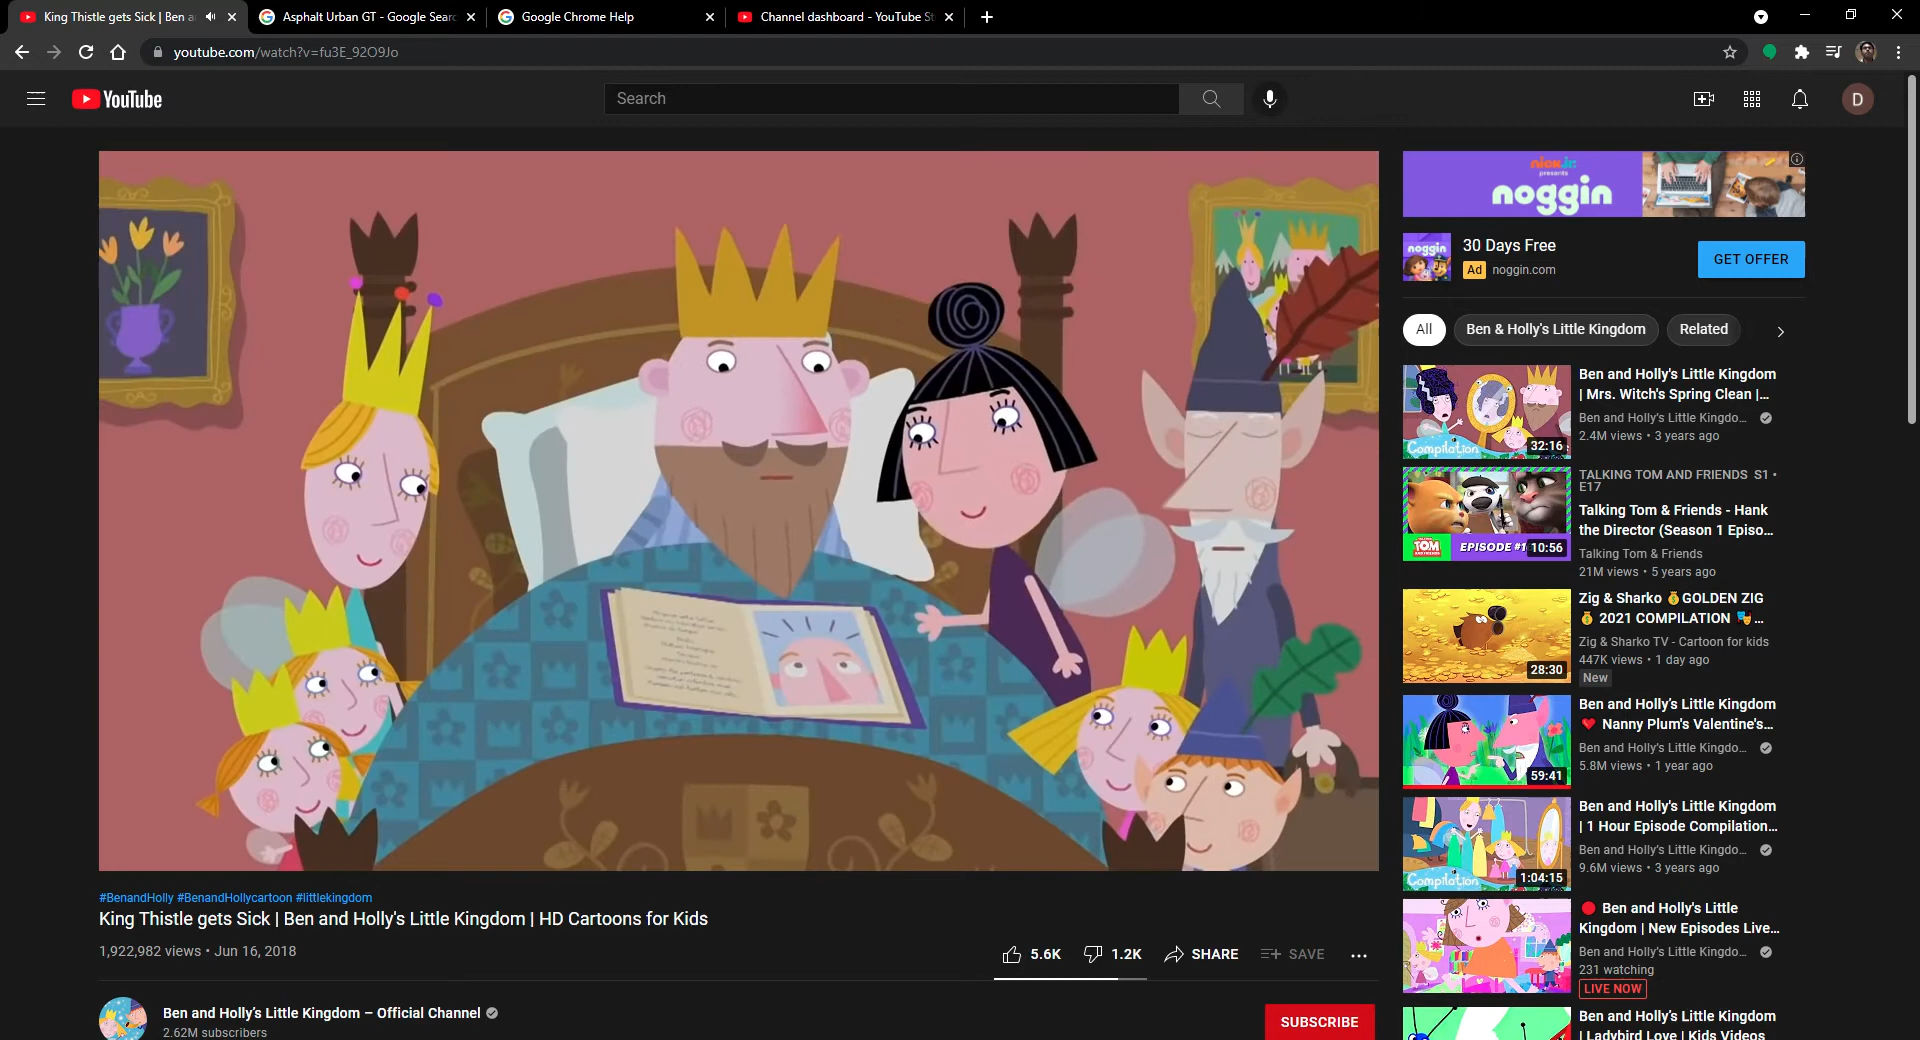 King Thistle gets Sick | Ben a
Asphalt Urban GT - Google Searc
Google Chrome Help
Channel dashboard - YouTube St
youtube.com/watch?v=fu3E_92O9Jo
YouTube
Search
D
nick jr.
presents
noggin
noggin
30 Days Free
Ad noggin.com
GET OFFER
All
Ben & Holly's Little Kingdom
Related
Ben and Holly's Little Kingdom
| Mrs. Witch's Spring Clean |...
Ben and Holly's Little Kingdo...
2.4M views • 3 years ago
Compilation
32:16
TALKING TOM AND FRIENDS S1 •
E17
Talking Tom & Friends - Hank
the Director (Season 1 Episo...
Talking Tom & Friends
21M views • 5 years ago
TOM
EPISODE #1
10:56
Zig & Sharko 💰GOLDEN ZIG
💰 2021 COMPILATION 🎭...
Zig & Sharko TV - Cartoon for kids
447K views • 1 day ago
New
28:30
Ben and Holly's Little Kingdom
❤️ Nanny Plum's Valentine's...
Ben and Holly's Little Kingdo...
5.8M views • 1 year ago
59:41
Ben and Holly's Little Kingdom
| 1 Hour Episode Compilation...
Ben and Holly's Little Kingdo...
9.6M views • 3 years ago
Compilation
1:04:15
🔴 Ben and Holly's Little
Kingdom | New Episodes Live...
Ben and Holly's Little Kingdo...
231 watching
LIVE NOW
Ben and Holly's Little Kingdom
| Ladybird Love | Kids Videos
#BenandHolly #BenandHollycartoon #littlekingdom
King Thistle gets Sick | Ben and Holly's Little Kingdom | HD Cartoons for Kids
1,922,982 views • Jun 16, 2018
5.6K
1.2K
SHARE
SAVE
Ben and Holly's Little Kingdom – Official Channel
2.62M subscribers
SUBSCRIBE